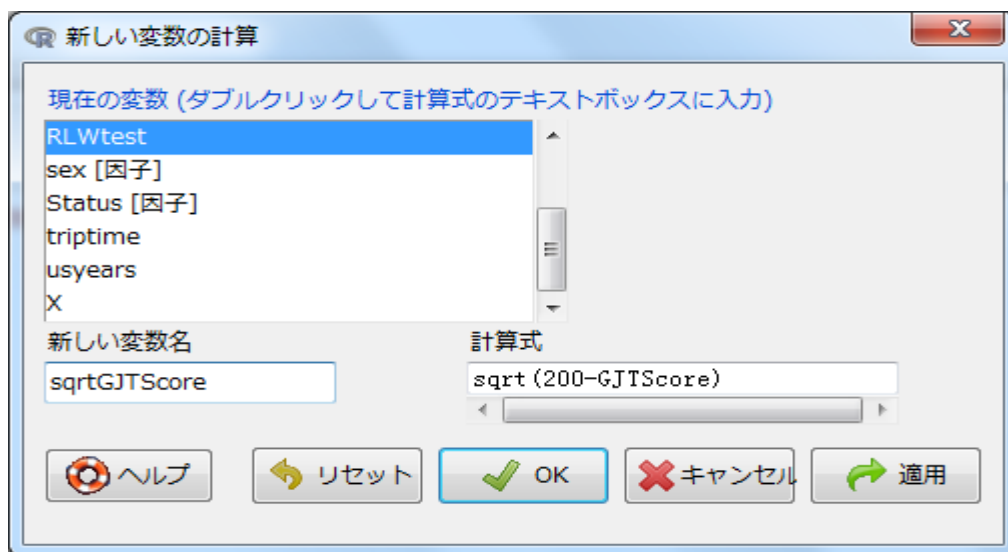 新しい変数の計算
現在の変数 (ダブルクリックして計算式のテキストボックスに入力)
RLWtest
sex [因子]
Status [因子]
triptime
usyears
X
新しい変数名
計算式
sqrtGJTScore
sqrt(200-GJTScore)
ヘルプ
リセット
OK
キャンセル
適用